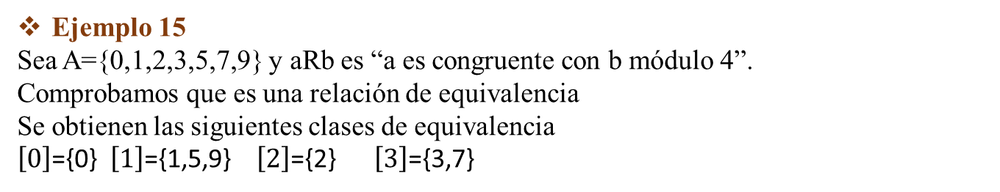 ❖ Ejemplo 15
Sea A={0,1,2,3,5,7,9} y aRb es “a es congruente con b módulo 4”.
Comprobamos que es una relación de equivalencia
Se obtienen las siguientes clases de equivalencia
[0]={0} [1]={1,5,9} [2]={2} [3]={3,7}